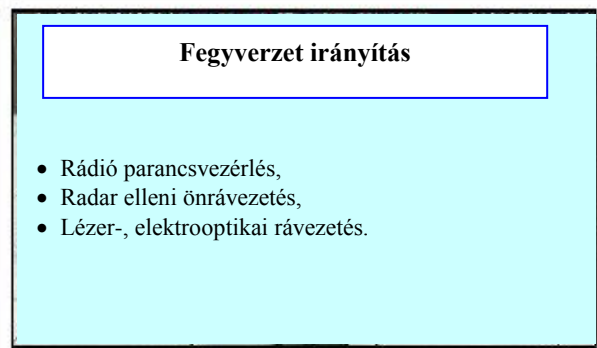 Fegyverzet irányítás
• Rádió parancsvezérlés,
• Radar elleni önrávezetés,
• Lézer-, elektrooptikai rávezetés.